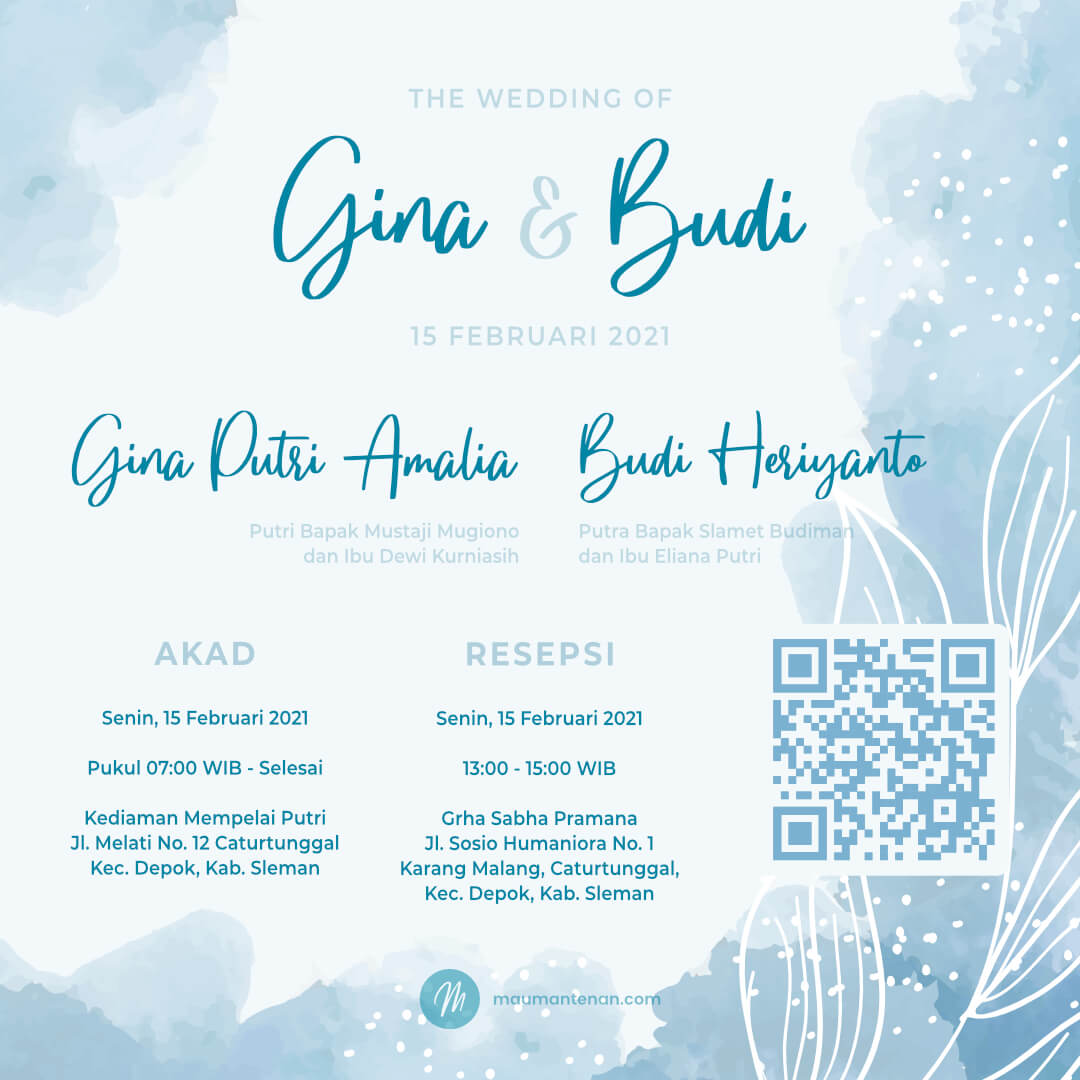 THE WEDDING OF
Gina & Budi
15 FEBRUARI 2021
Gina Putri Amalia
Putri Bapak Mustaji Mugiono
dan Ibu Dewi Kurniasih
Budi Heriyanto
Putra Bapak Slamet Budiman
dan Ibu Eliana Putri
AKAD
Senin, 15 Februari 2021
Pukul 07:00 WIB - Selesai
Kediaman Mempelai Putri
Jl. Melati No. 12 Caturtunggal
Kec. Depok, Kab. Sleman
RESEPSI
Senin, 15 Februari 2021
13:00 - 15:00 WIB
Grha Sabha Pramana
Jl. Sosio Humaniora No. 1
Karang Malang, Caturtunggal,
Kec. Depok, Kab. Sleman
M
maumantenan.com